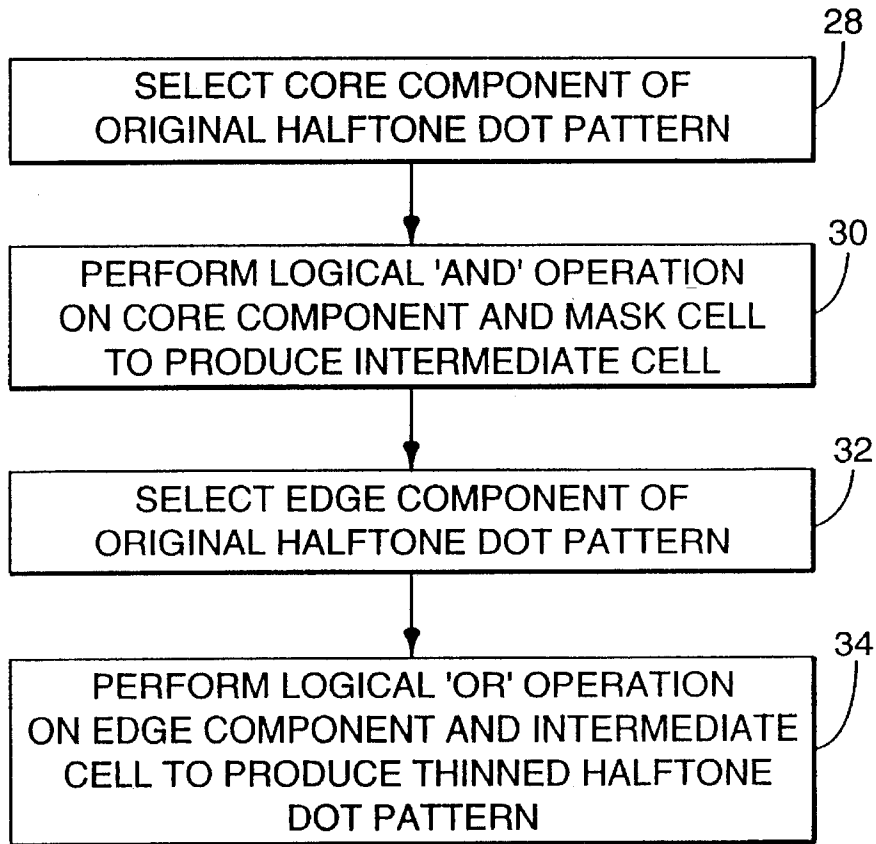 28
SELECT CORE COMPONENT OF
ORIGINAL HALFTONE DOT PATTERN
30
PERFORM LOGICAL 'AND' OPERATION
ON CORE COMPONENT AND MASK CELL
TO PRODUCE INTERMEDIATE CELL
32
SELECT EDGE COMPONENT OF
ORIGINAL HALFTONE DOT PATTERN
34
PERFORM LOGICAL 'OR' OPERATION
ON EDGE COMPONENT AND INTERMEDIATE
CELL TO PRODUCE THINNED HALFTONE
DOT PATTERN